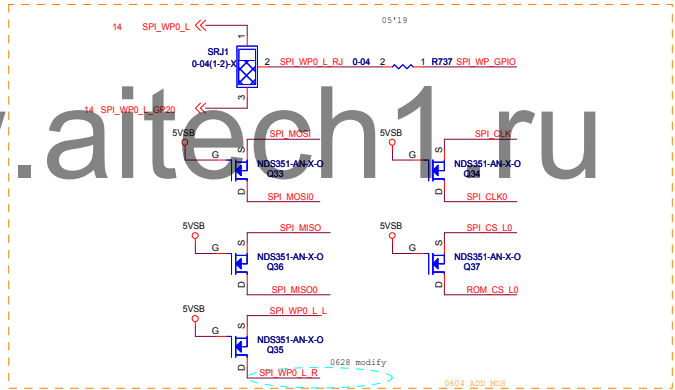 05'19
14 SPI_WP0_L
1
SRJ1
0-04(1-2)-X
2 SPI_WP0_L_RJ 0-04 2 1 R737 SPI_WP_GPIO
3
14 SPI_WP0_L_GP20
.aitech1.ru
5VSB SPI_MOSI
G S
NDS351-AN-X-O
Q33
D
SPI_MOSI0
5VSB SPI_CLK
G S
NDS351-AN-X-O
Q34
D
SPI_CLK0
5VSB SPI_MISO
G S
NDS351-AN-X-O
Q36
D
SPI_MISO0
5VSB SPI_CS_L0
G S
NDS351-AN-X-O
Q37
D
ROM_CS_L0
5VSB SPI_WP0_L_L
G S
NDS351-AN-X-O
Q35
D
0628 modify
SPI_WP0_L_R
0604 ADD MOS